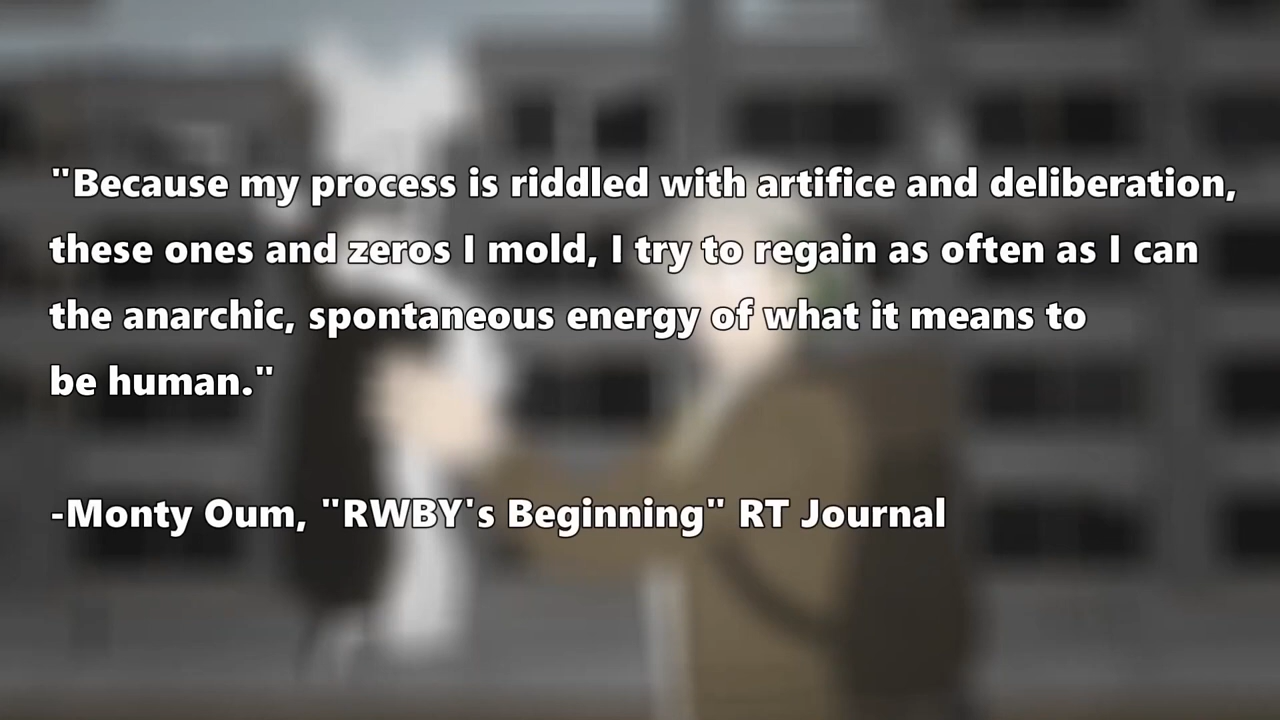 "Because my process is riddled with artifice and deliberation,
these ones and zeros I mold, I try to regain as often as I can
the anarchic, spontaneous energy of what it means to
be human."
-Monty Oum, "RWBY's Beginning" RT Journal